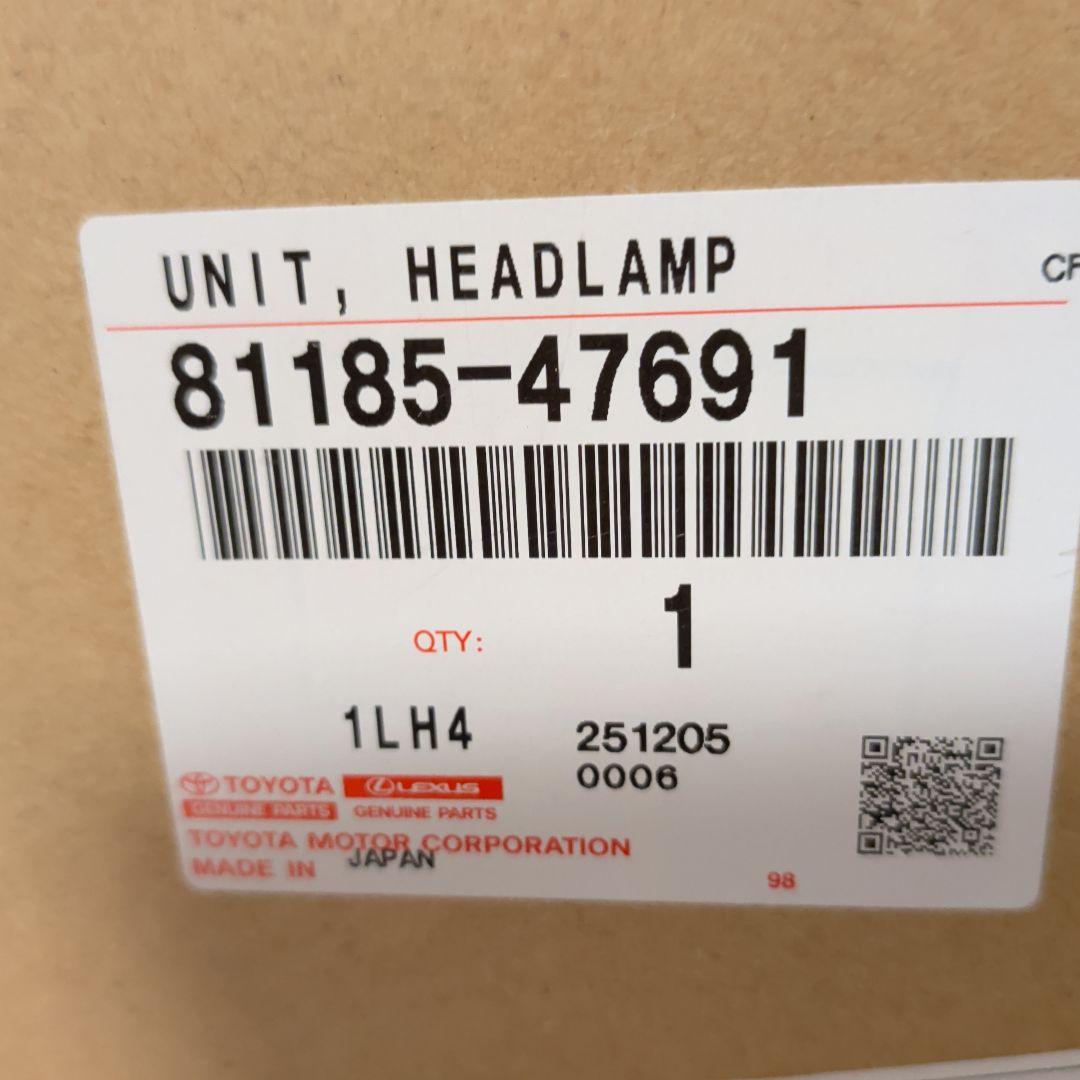 UNIT, HEADLAMP
CF
81185-47691
QTY: 1
1LH4 251205
0006
TOYOTA LEXUS
GENUINE PARTS GENUINE PARTS
TOYOTA MOTOR CORPORATION
MADE IN JAPAN
98